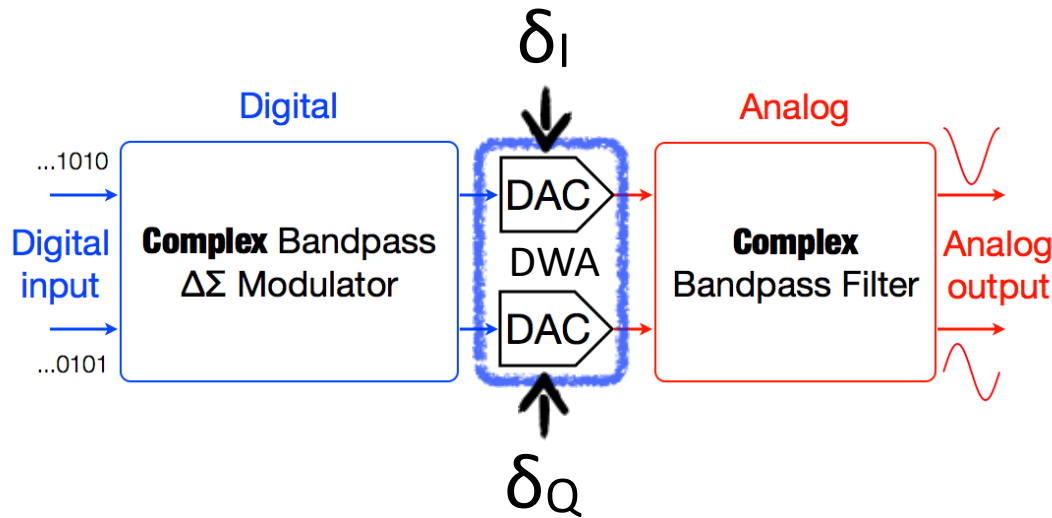 δI
Digital
Analog
...1010
DAC
Digital
input
Complex Bandpass
ΔΣ Modulator
DWA
Complex
Bandpass Filter
Analog
output
DAC
...0101
δQ